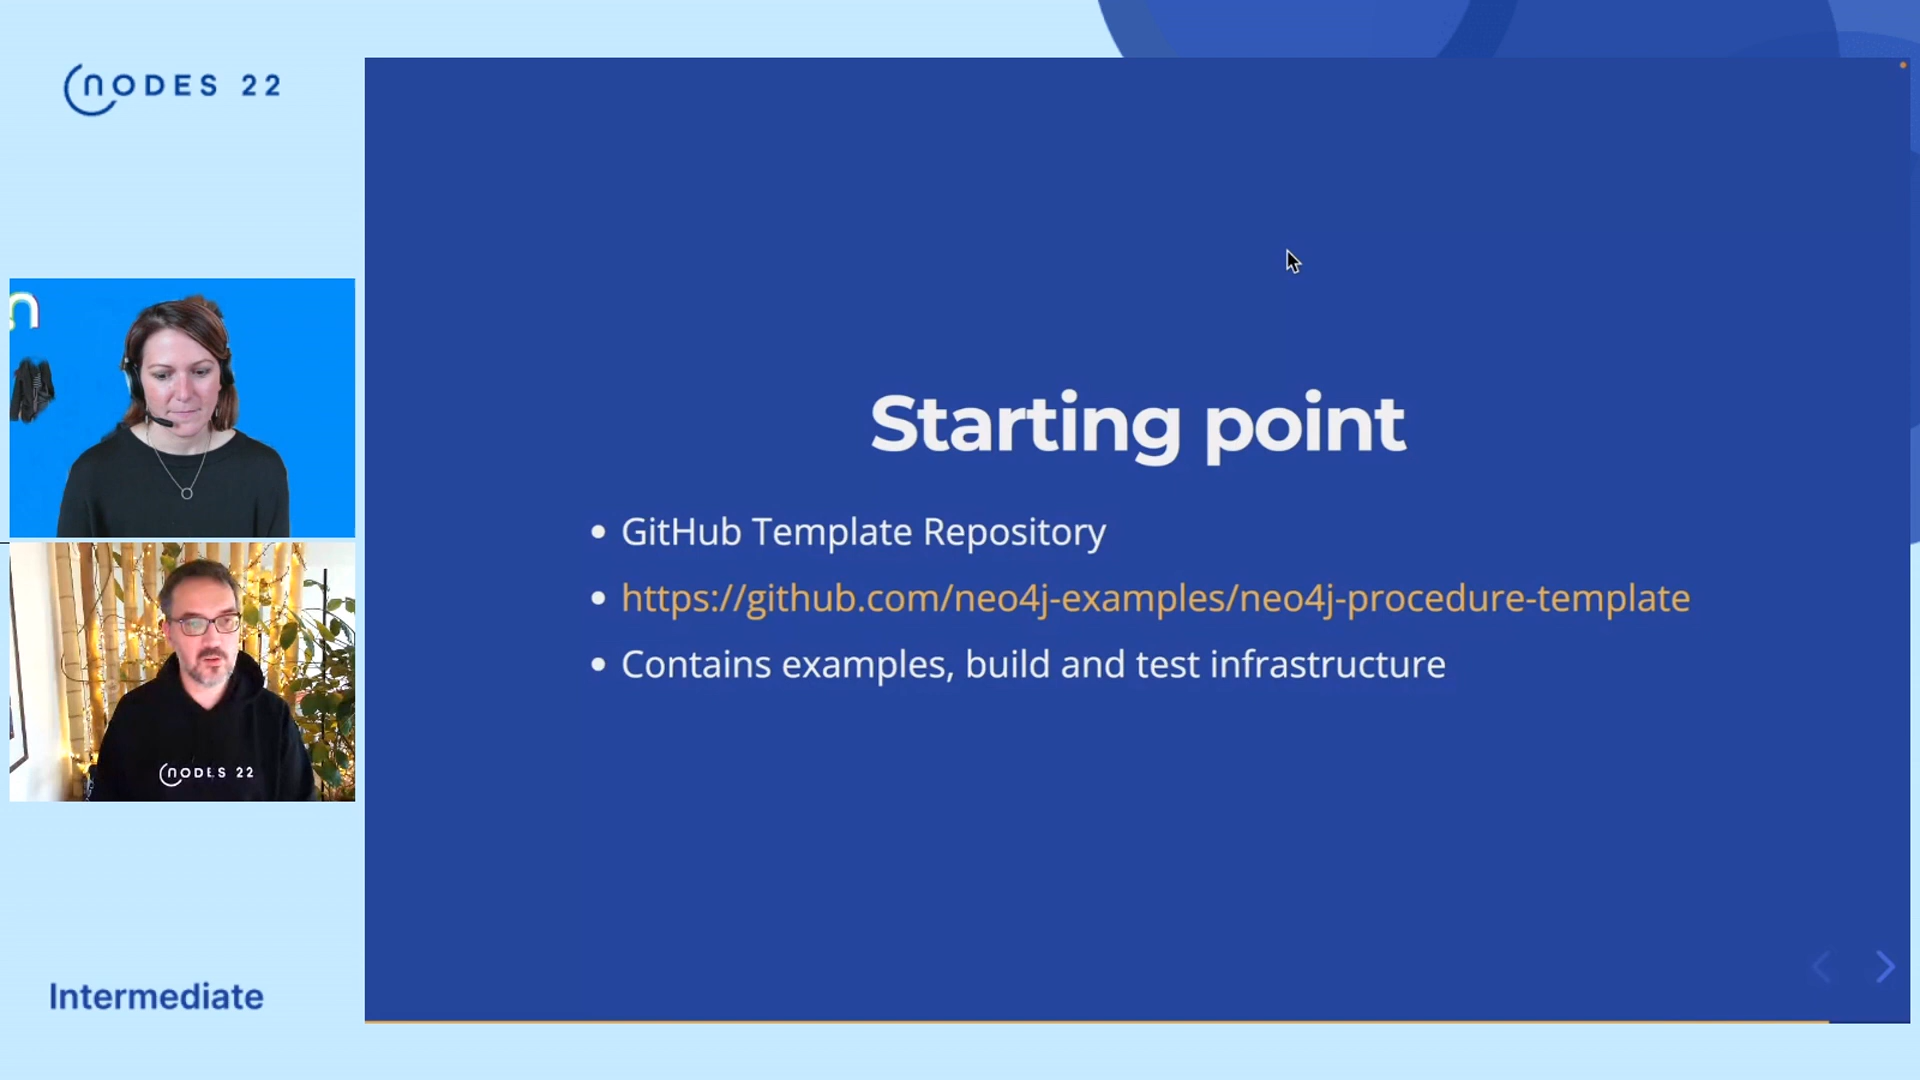 NODES 22
n
Starting point
GitHub Template Repository
https://github.com/neo4j-examples/neo4j-procedure-template
Contains examples, build and test infrastructure
NODES 22
Intermediate